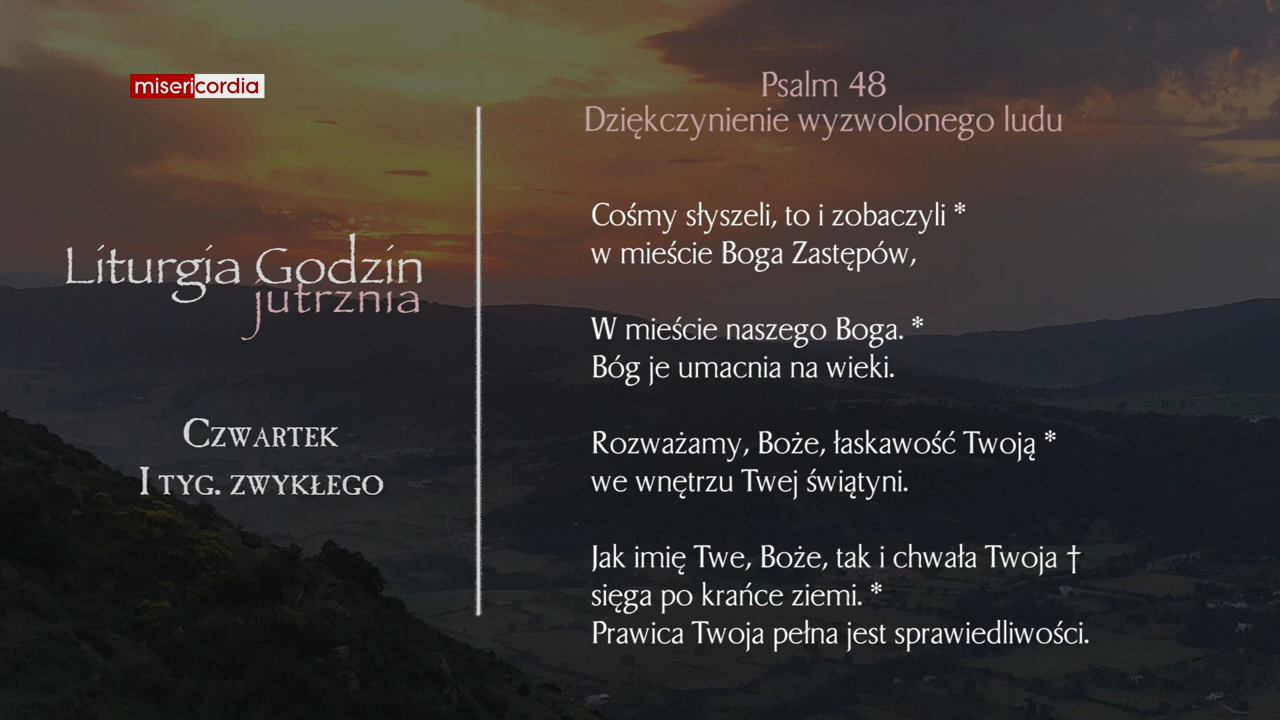 misericordia
Liturgia Godzin
jutrznia
Czwartek
I tyg. zwykłego
Psalm 48
Dziękczynienie wyzwolonego ludu
Cośmy słyszeli, to i zobaczyli *
w mieście Boga Zastępów,
W mieście naszego Boga. *
Bóg je umacnia na wieki.
Rozważamy, Boże, łaskawość Twoją *
we wnętrzu Twej świątyni.
Jak imię Twe, Boże, tak i chwała Twoja †
sięga po krańce ziemi. *
Prawica Twoja pełna jest sprawiedliwości.